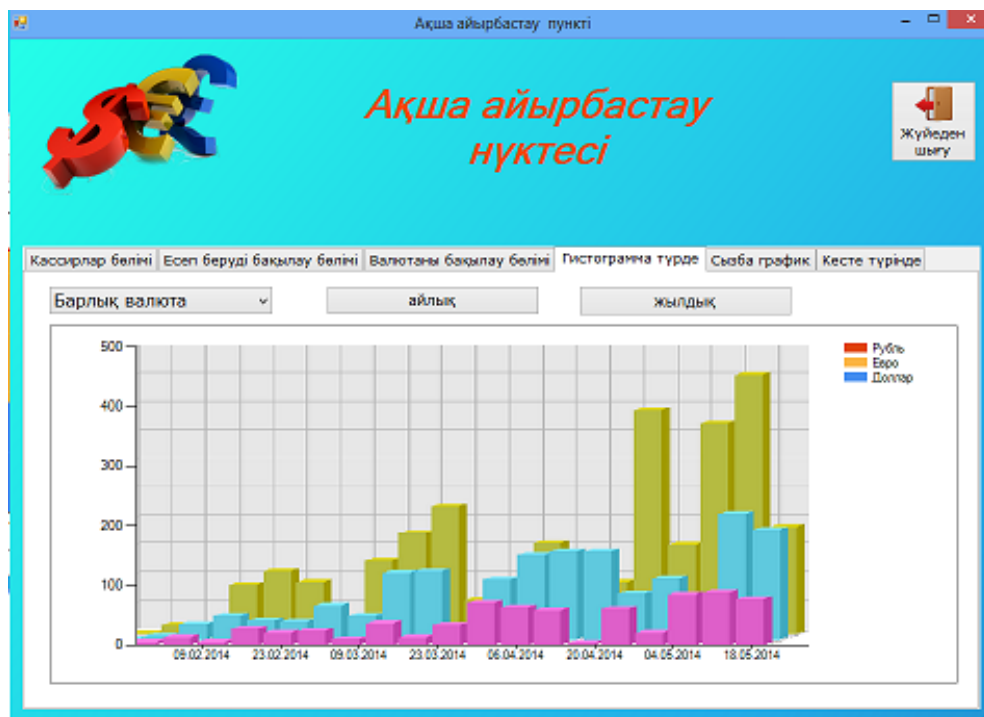 Ақша айырбастау пункті
Ақша айырбастау
нүктесі
Жүйеден
шығу
Кассирлар бөлімі Есеп беруді бақылау бөлімі Валютаны бақылау бөлімі Гистограмма түрде Сызба график Кесте түрінде
Барлық валюта айлық жылдық
500
400
300
200
100
0
09.02.2014 23.02.2014 09.03.2014 23.03.2014 06.04.2014 20.04.2014 04.05.2014 18.05.2014
Рубль
Евро
Доллар